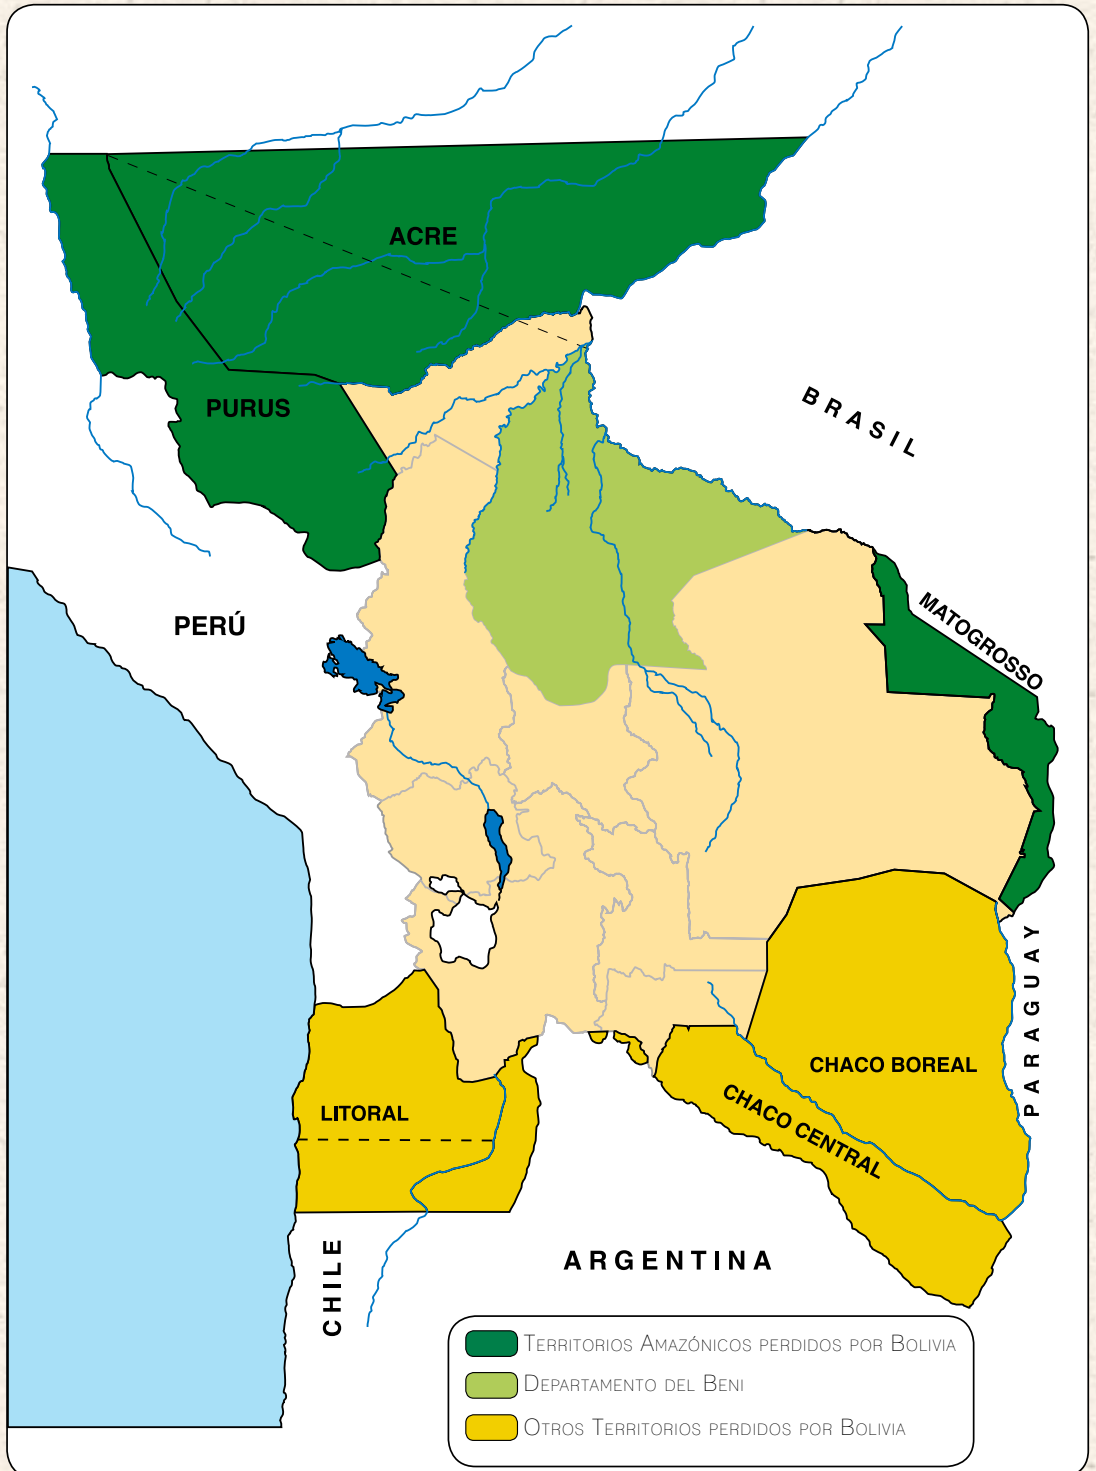 ACRE
PURUS
BRASIL
MATOGROSSO
PERÚ
PARAGUAY
CHACO BOREAL
CHACO CENTRAL
LITORAL
CHILE
ARGENTINA
Territorios Amazónicos perdidos por Bolivia
Departamento del Beni
Otros Territorios perdidos por Bolivia